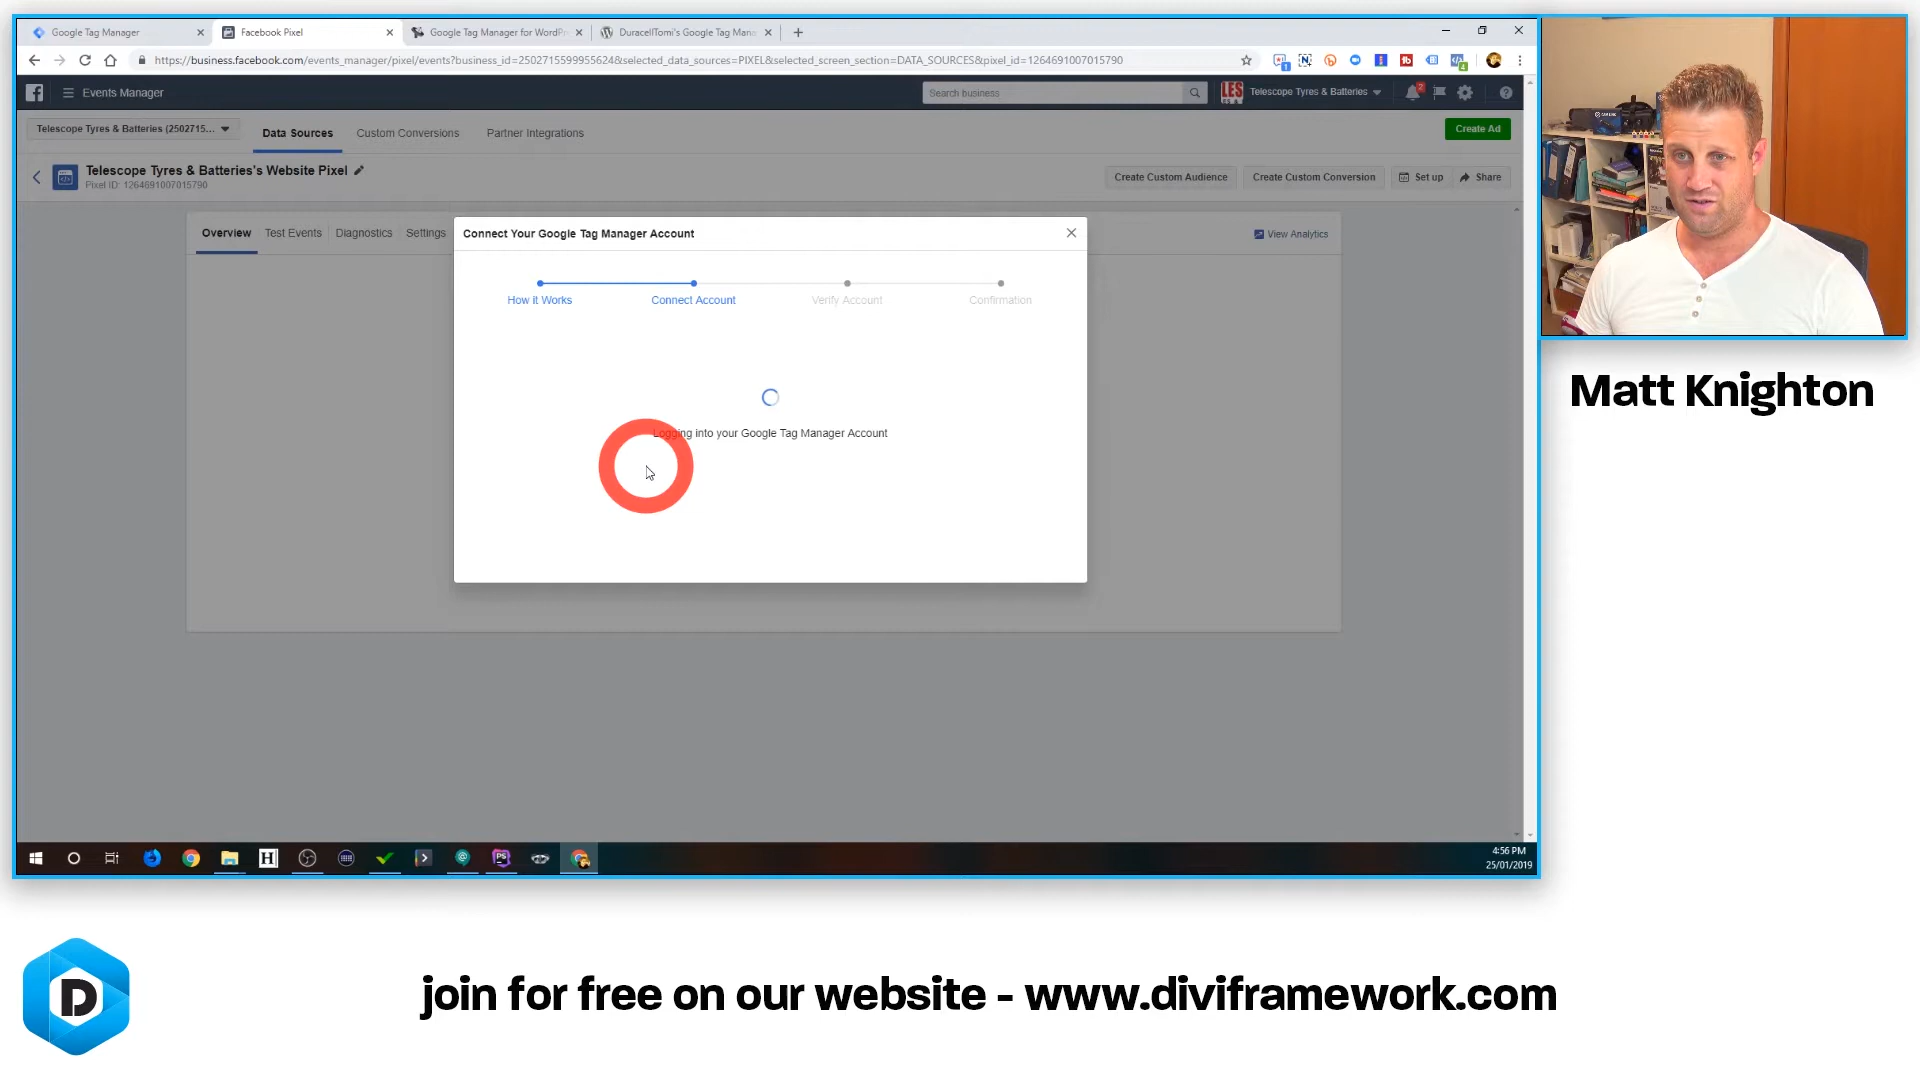 Google Tag Manager
Facebook Pixel
Google Tag Manager for WordPr
DuracellTomi's Google Tag Mana
https://business.facebook.com/events_manager/pixel/events?business_id=2502715599955624&selected_data_sources=PIXEL&selected_screen_section=DATA_SOURCES&pixel_id=1264691007015790
Events Manager
Search business
Telescope Tyres & Batteries
2
Telescope Tyres & Batteries (2502715...
Data Sources
Custom Conversions
Partner Integrations
Create Ad
Telescope Tyres & Batteries's Website Pixel
Pixel ID: 1264691007015790
Create Custom Audience
Create Custom Conversion
Set up
Share
Overview
Test Events
Diagnostics
Settings
View Analytics
Connect Your Google Tag Manager Account
How it Works
Connect Account
Verify Account
Confirmation
Logging into your Google Tag Manager Account
4:56 PM
25/01/2019
Matt Knighton
D
join for free on our website - www.diviframework.com